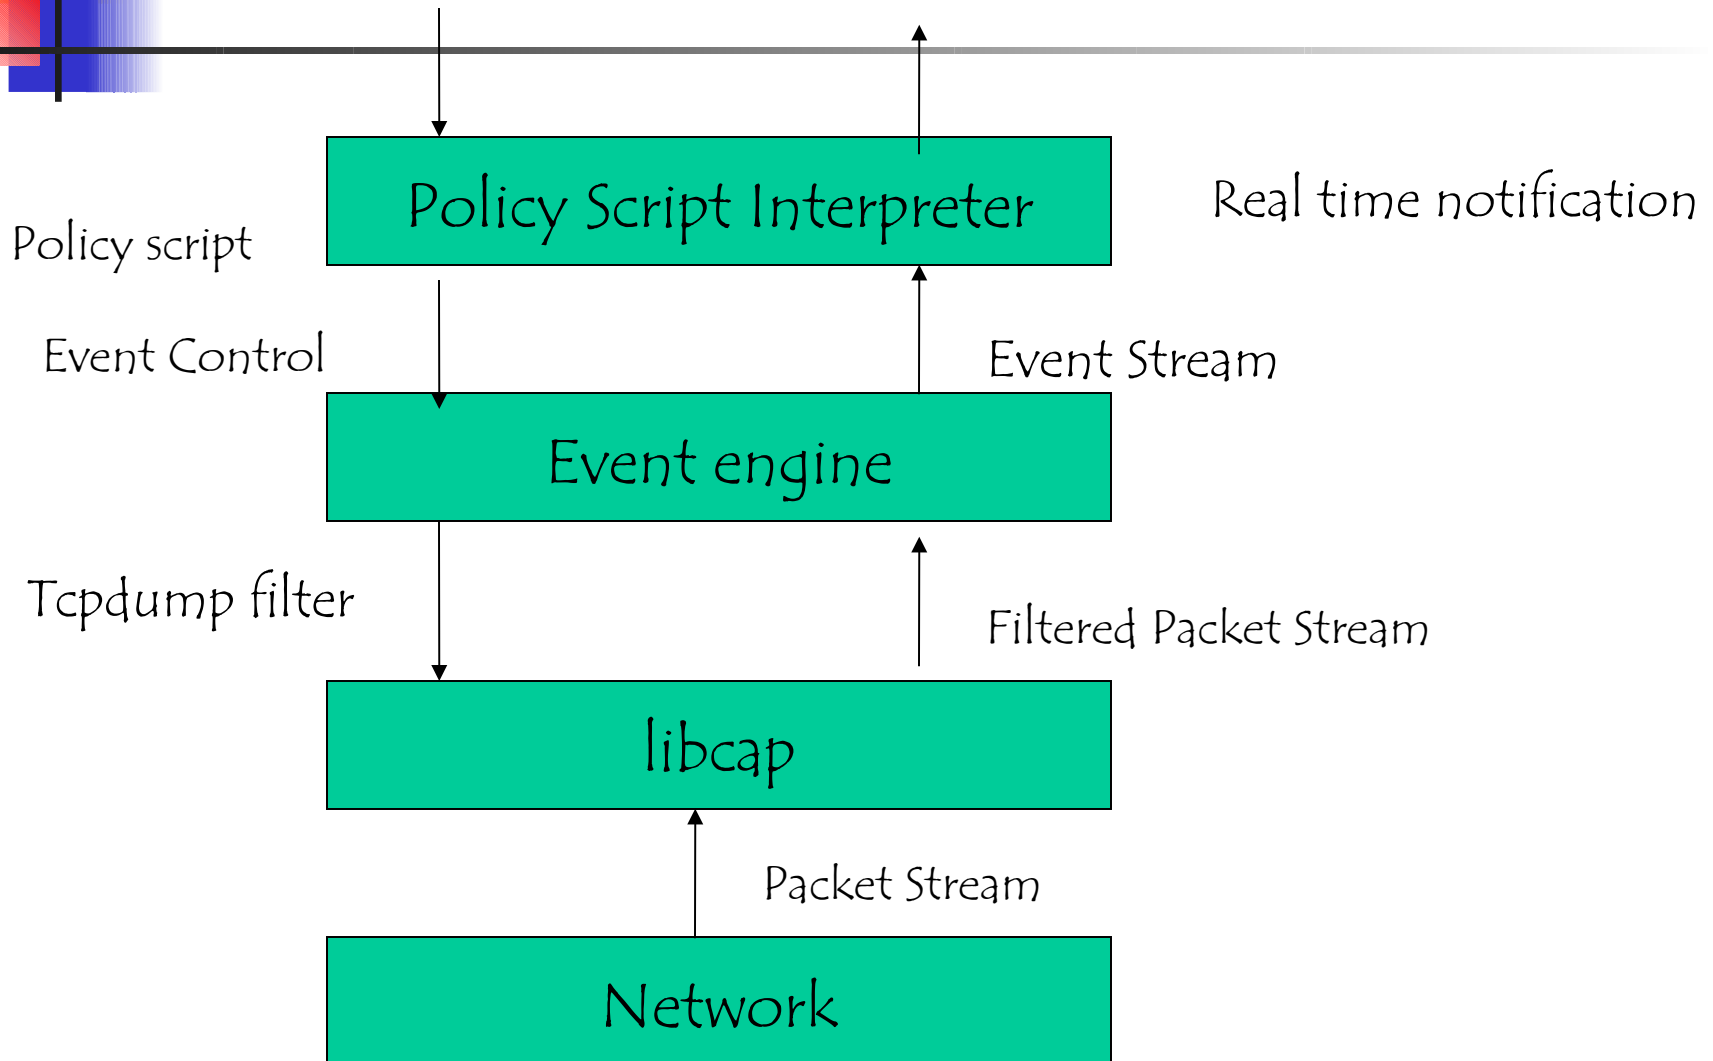 Policy Script Interpreter
Real time notification
Policy script
Event Control
Event Stream
Event engine
Tcpdump filter
Filtered Packet Stream
libcap
Packet Stream
Network